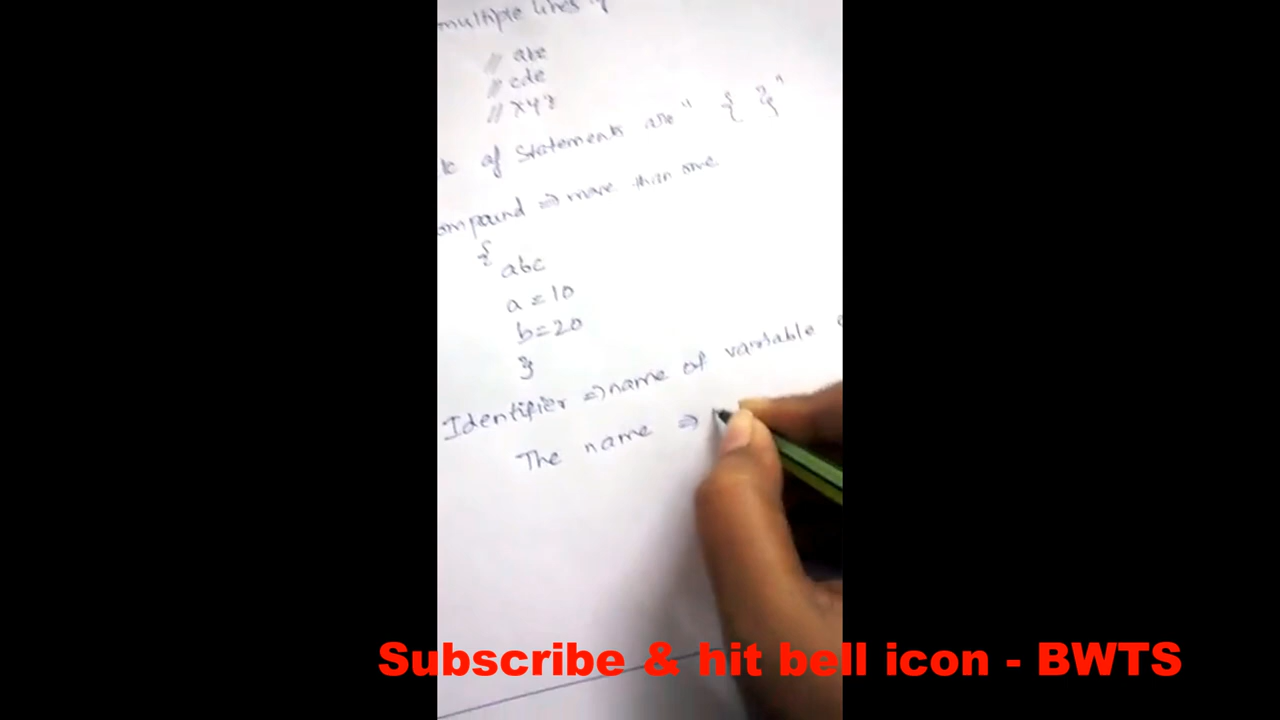 multiple lines
// abc
// cde
// xyz
of Statements are " { } "
ompound ⇒ more than one
{
abc
a = 10
b = 20
}
Identifier ⇒ name of variable
The name ⇒
Subscribe & hit bell icon - BWTS